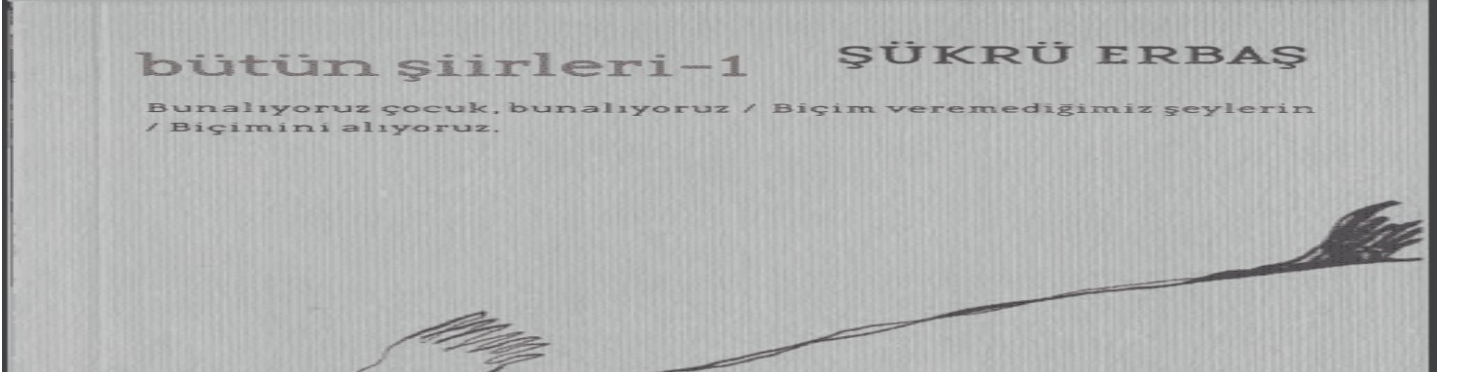 bütün şiirleri-1
ŞÜKRÜ ERBAŞ
Bunalıyoruz çocuk, bunalıyoruz / Biçim veremediğimiz şeylerin
/ Biçimini alıyoruz.